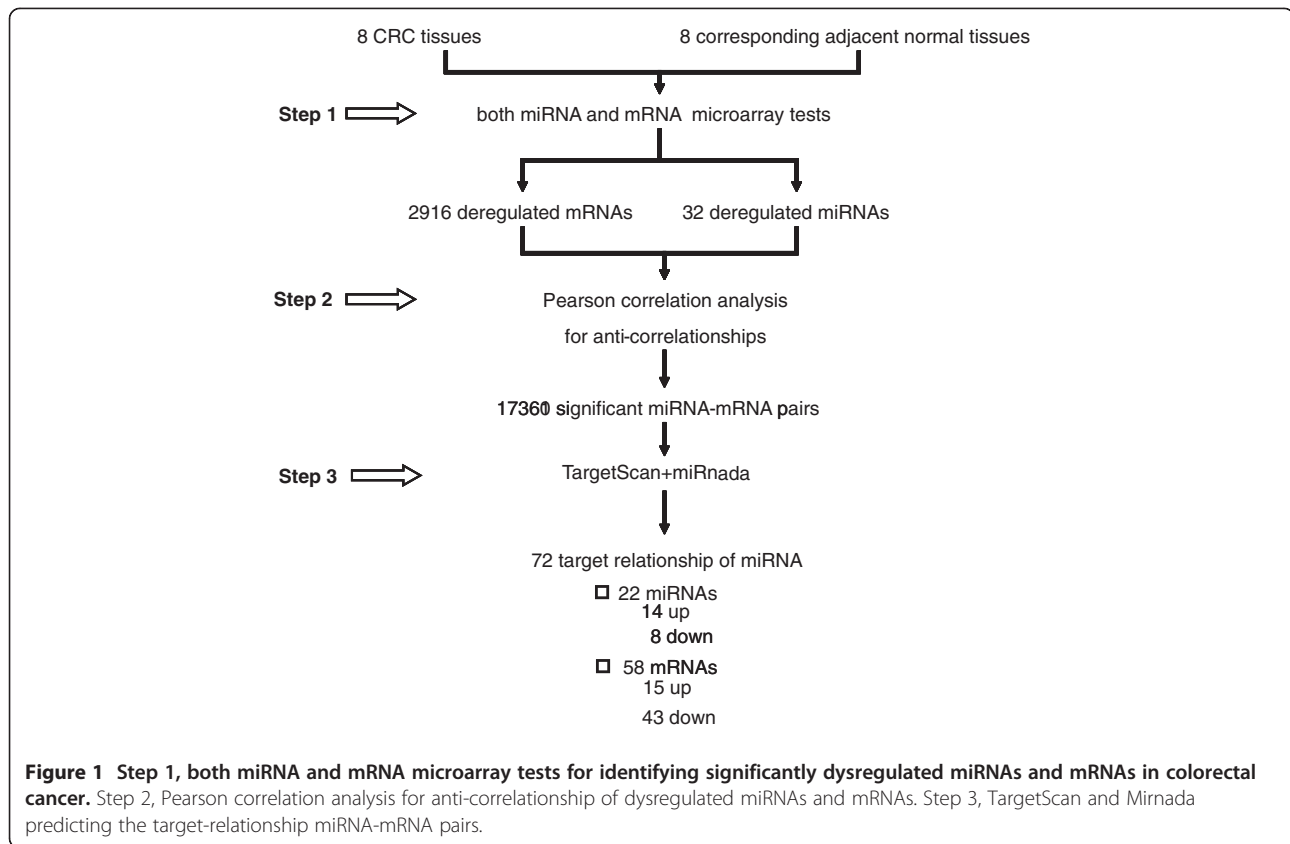 8 CRC tissues 8 corresponding adjacent normal tissues
Step 1 both miRNA and mRNA microarray tests
2916 deregulated mRNAs 32 deregulated miRNAs
Step 2 Pearson correlation analysis
for anti-correlationships
significant miRNA-mRNA pairs
Step 3 TargetScan+miRnada
72 target relationship of miRNA
22 miRNAs
14 up
8 down
58 mRNAs
15 up
43 down
Figure 1 Step 1, both miRNA and mRNA microarray tests for identifying significantly dysregulated miRNAs and mRNAs in colorectal
cancer. Step 2, Pearson correlation analysis for anti-correlationship of dysregulated miRNAs and mRNAs. Step 3, TargetScan and Mirnada
predicting the target-relationship miRNA-mRNA pairs.